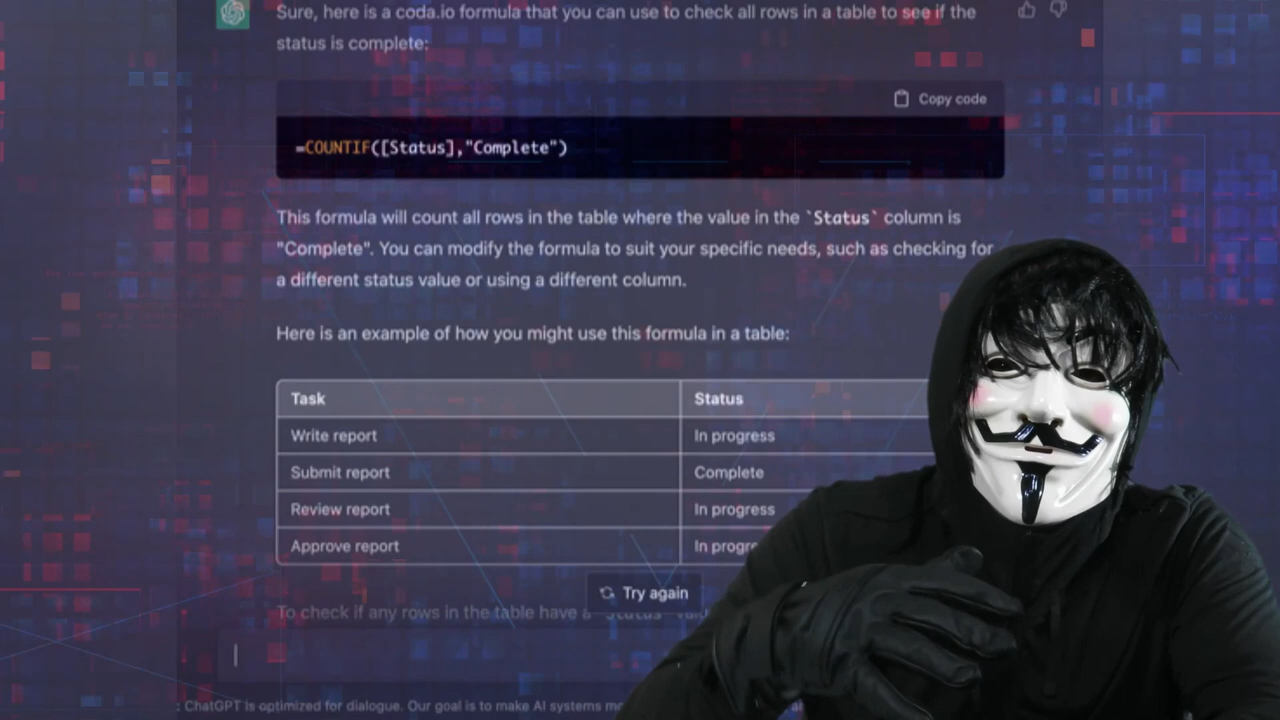 Sure, here is a coda.io formula that you can use to check all rows in a table to see if the
status is complete:
Copy code
=COUNTIF([Status],"Complete")
This formula will count all rows in the table where the value in the `Status` column is
"Complete". You can modify the formula to suit your specific needs, such as checking for
a different status value or using a different column.
Here is an example of how you might use this formula in a table:
Task Status
Write report In progress
Submit report Complete
Review report In progress
Approve report In progre
Try again
To check if any rows in the table have a
: ChatGPT is optimized for dialogue. Our goal is to make AI systems mo